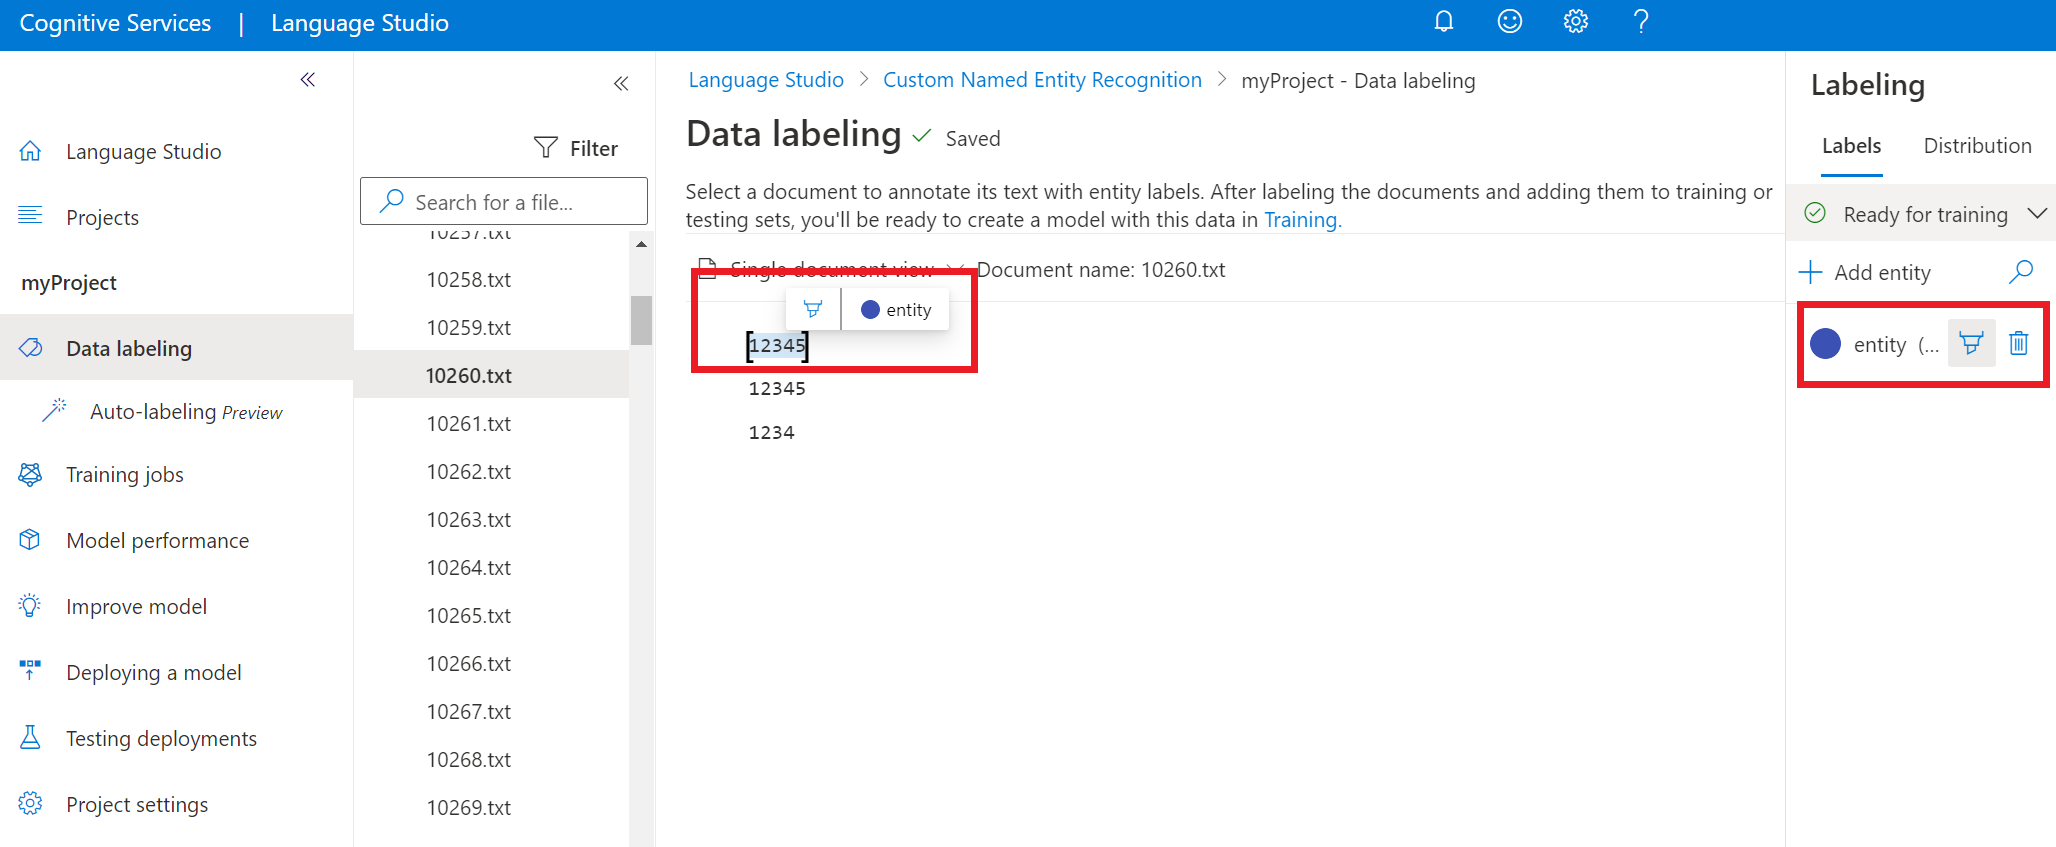 Cognitive Services | Language Studio
Language Studio
Projects
myProject
Data labeling
Auto-labeling Preview
Training jobs
Model performance
Improve model
Deploying a model
Testing deployments
Project settings
Filter
Search for a file...
10257.txt
10258.txt
10259.txt
10260.txt
10261.txt
10262.txt
10263.txt
10264.txt
10265.txt
10266.txt
10267.txt
10268.txt
10269.txt
Language Studio > Custom Named Entity Recognition > myProject - Data labeling
Data labeling Saved
Select a document to annotate its text with entity labels. After labeling the documents and adding them to training or
testing sets, you'll be ready to create a model with this data in Training.
Single document view Document name: 10260.txt
entity
12345
12345
1234
Labeling
Labels Distribution
Ready for training
Add entity
entity (...